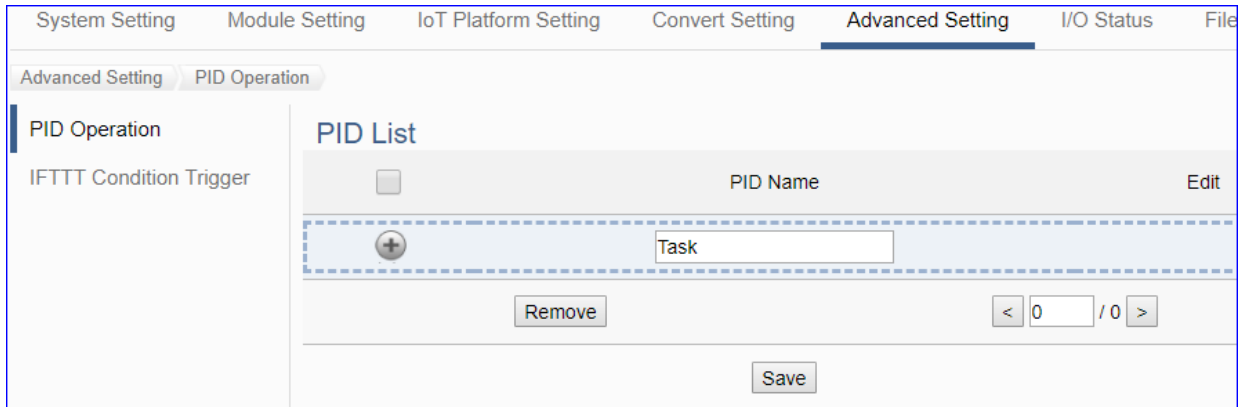 System Setting Module Setting IoT Platform Setting Convert Setting Advanced Setting I/O Status File
Advanced Setting PID Operation
PID Operation
IFTTT Condition Trigger
PID List
PID Name Edit
Task
Remove < 0 / 0 >
Save